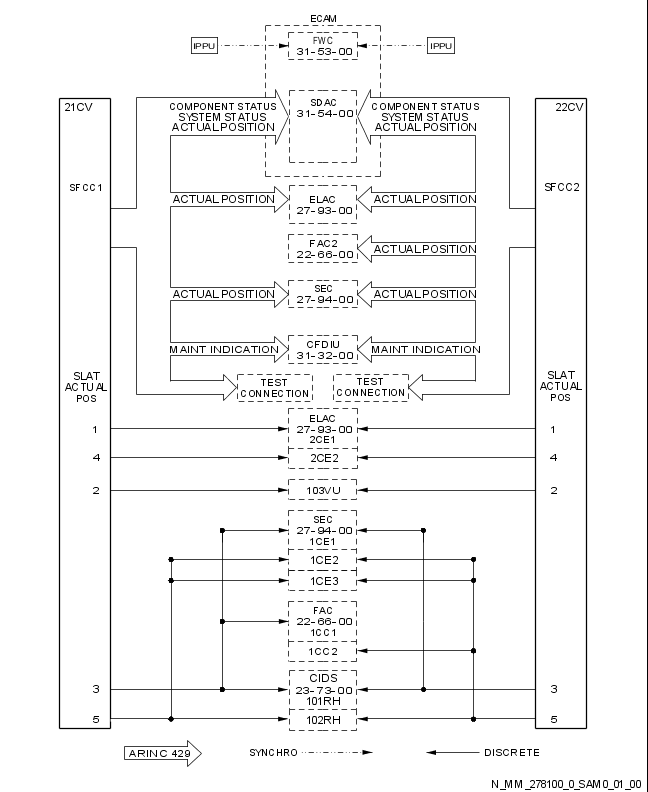 ECAM
IPPU
FWC
31-53-00
IPPU
21CV
COMPONENT STATUS
SYSTEM STATUS
ACTUAL POSITION
SDAC
31-54-00
COMPONENT STATUS
SYSTEM STATUS
ACTUAL POSITION
22CV
SFCC1
SFCC2
ACTUAL POSITION
ELAC
27-93-00
ACTUAL POSITION
FAC2
22-66-00
ACTUAL POSITION
ACTUAL POSITION
SEC
27-94-00
ACTUAL POSITION
MAINT INDICATION
CFDIU
31-32-00
MAINT INDICATION
SLAT
ACTUAL
POS
TEST
CONNECTION
TEST
CONNECTION
SLAT
ACTUAL
POS
1
ELAC
27-93-00
2CE1
1
4
2CE2
4
2
103VU
2
SEC
27-94-00
1CE1
1CE2
1CE3
FAC
22-66-00
1CC1
1CC2
3
CIDS
23-73-00
101RH
3
5
102RH
5
ARINC 429
SYNCHRO
DISCRETE
N_MM_278100_0_SAM0_01_00